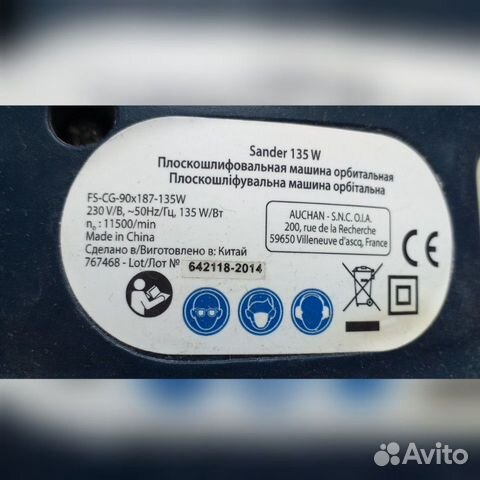 Sander 135 W
Плоскошлифовальная машина орбитальная
Плоскошліфувальна машина орбітальна
FS-CG-90x187-135W
230 V/В, ~50Hz/Гц, 135 W/Вт
n₀ : 11500/min
Made in China
Сделано в/Виготовлено в: Китай
767468 - Lot/Лот № 642118-2014
AUCHAN - S.N.C. O.I.A.
200, rue de la Recherche
59650 Villeneuve d'ascq, France
CE
Avito